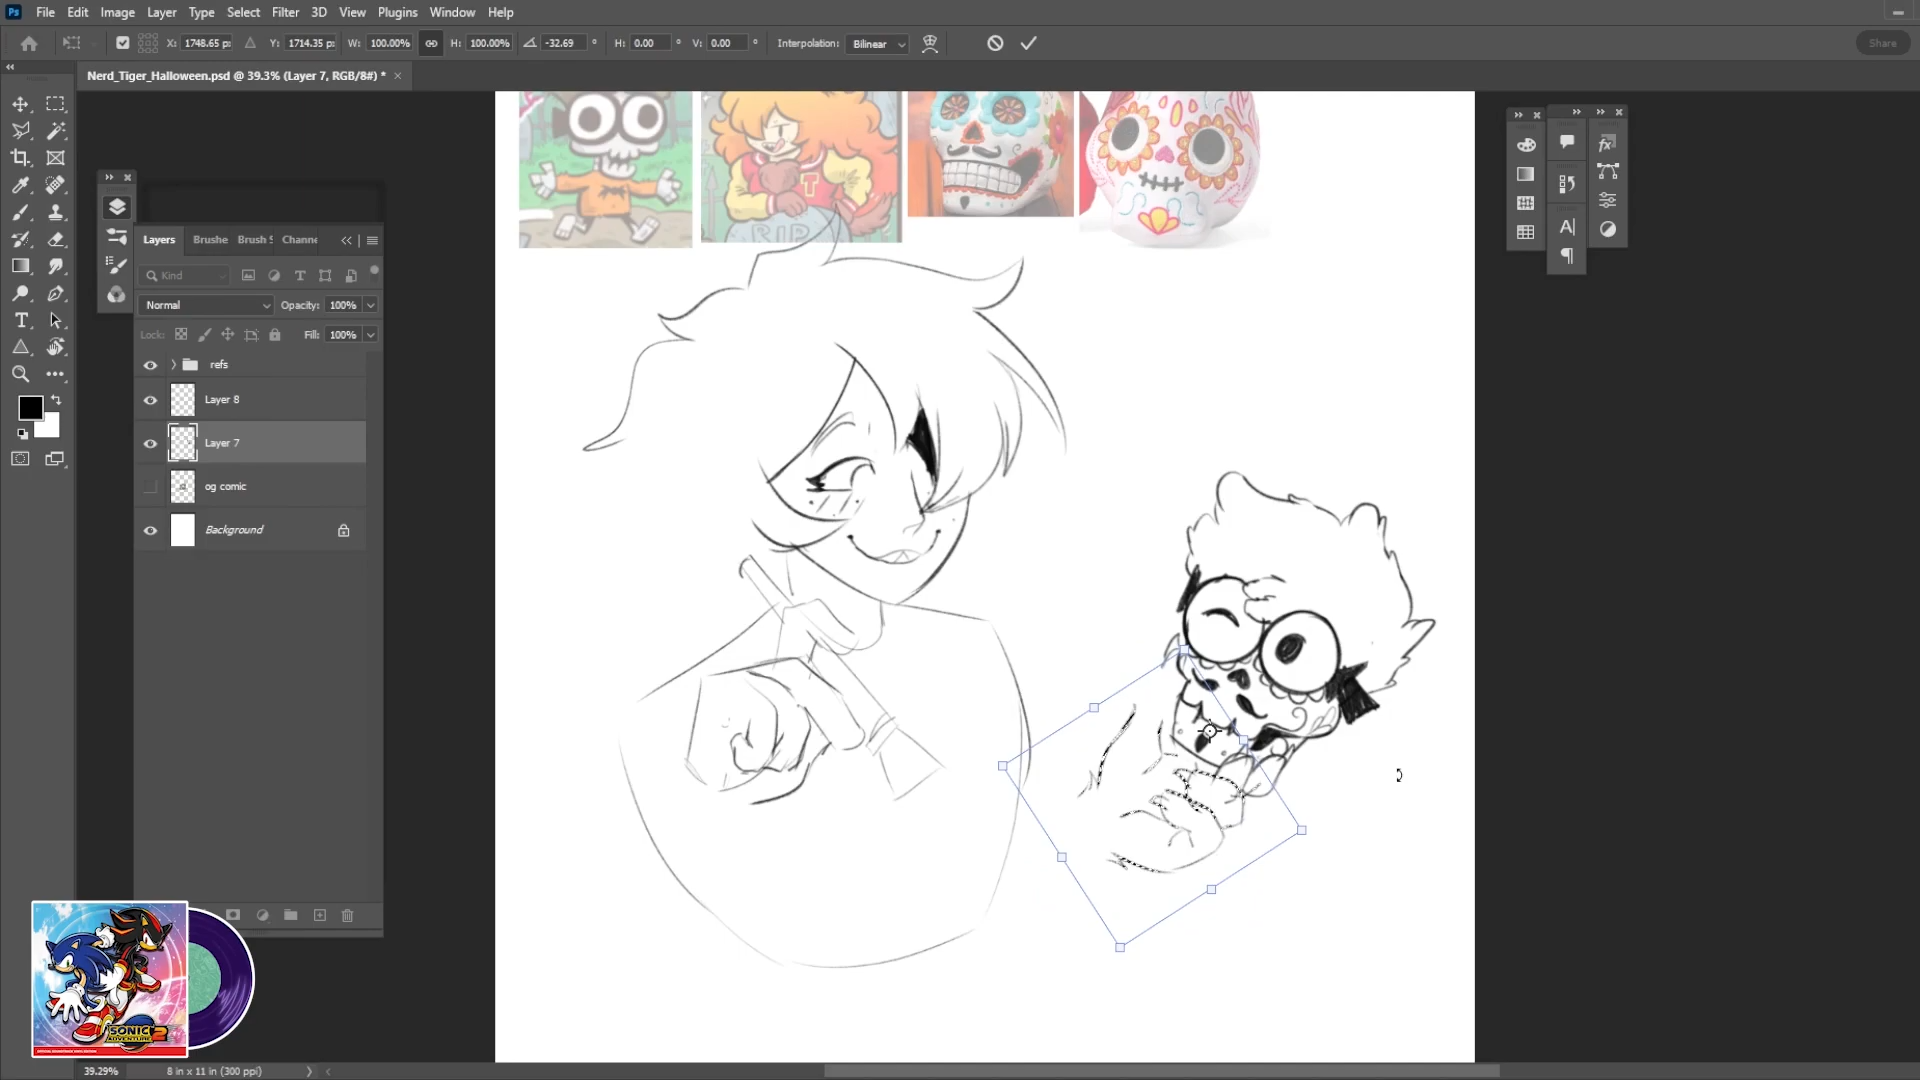 Ps File Edit Image Layer Type Select Filter 3D View Plugins Window Help
X: 1748.65 p: Y: 1714.35 p: W: 100.00% H: 100.00% -32.69 ° H: 0.00 ° V: 0.00 ° Interpolation: Bilinear Share
Nerd_Tiger_Halloween.psd @ 39.3% (Layer 7, RGB/8#) * ×
Layers Brushe Brush S Channe
Kind
Normal Opacity: 100%
Lock: Fill: 100%
refs
Layer 8
Layer 7
og comic
Background
T
RIP
SONIC
ADVENTURE 2
39.29% 8 in x 11 in (300 ppi)